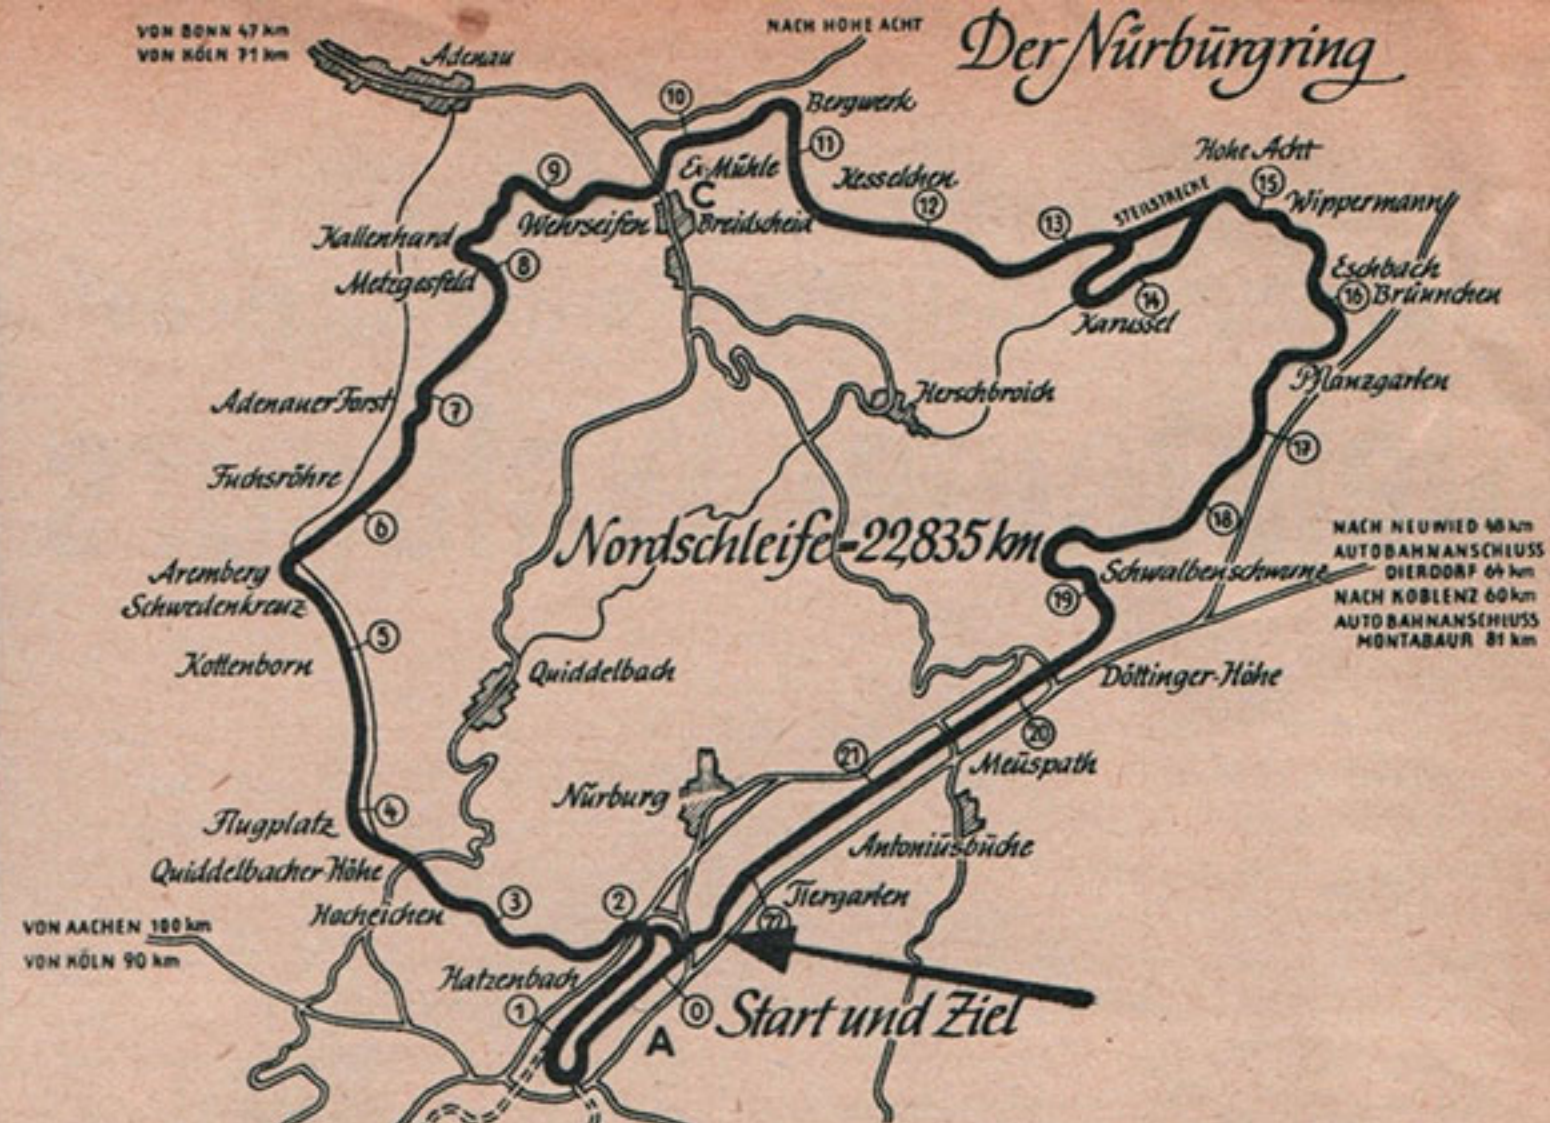 VON BONN 47 km
VON KÖLN 71 km
Adenau
NACH HOHE ACHT
Der Nürbürgring
10
Bergwerk
11
Ex-Mühle
C
Kesselchen
12
9
Wehrseifen
Breidscheid
Kallenhard
8
Metzgesfeld
13
STEILSTRECKE
Hohe Acht
15
Wippermann
Eschbach
16
Brünnchen
14
Karussel
Pflanzgarten
Adenauer Forst
7
Herschbroich
17
Fuchsröhre
6
18
Nordschleife-22,835 km
NACH NEUWIED 48 km
AUTOBAHNANSCHLUSS
DIERDORF 64 km
NACH KOBLENZ 60 km
AUTOBAHNANSCHLUSS
MONTABAUR 81 km
Aremberg
Schwedenkreuz
Schwalbenschwanz
19
5
Kottenborn
Quiddelbach
Döttinger-Höhe
20
21
Meüspath
Nürburg
4
Flugplatz
Quiddelbacher-Höhe
Antoniüsbüche
Tiergarten
22
3
2
Hocheichen
VON AACHEN 100 km
VON KÖLN 90 km
Hatzenbach
1
0
A
Start und Ziel